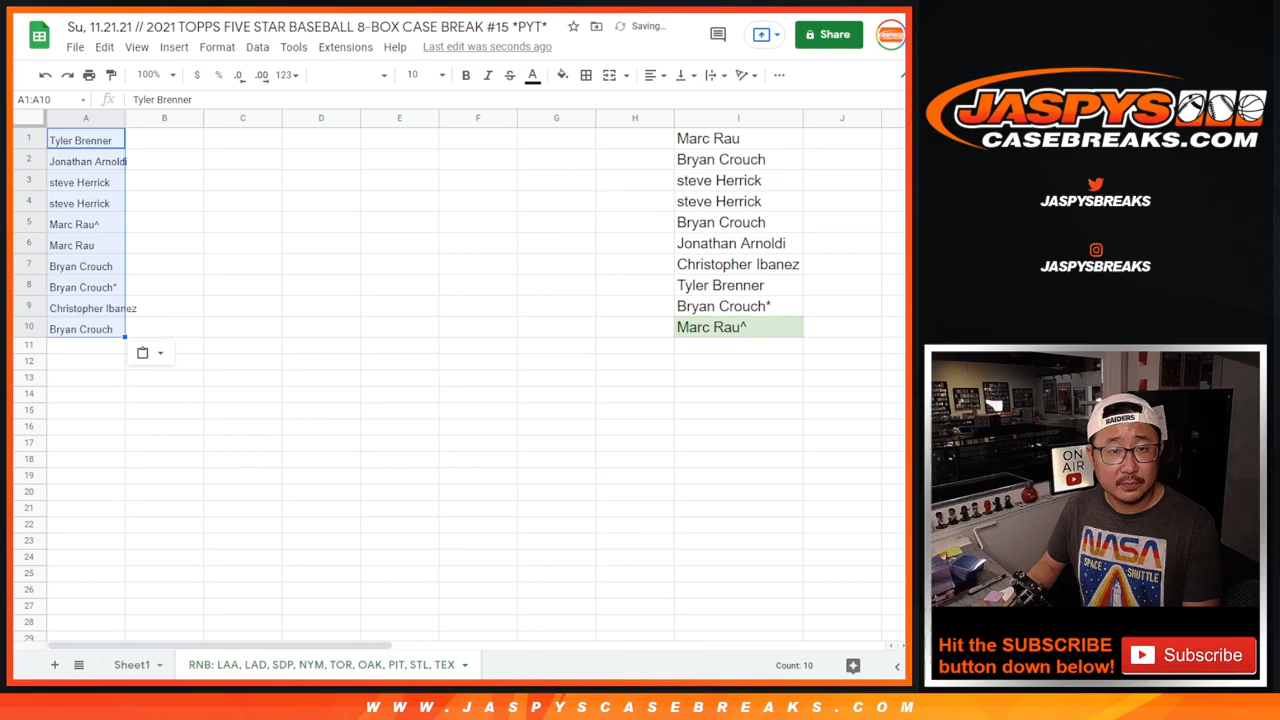 Su, 11.21.21 // 2021 TOPPS FIVE STAR BASEBALL 8-BOX CASE BREAK #15 *PYT*
Saving...
File Edit View Insert Format Data Tools Extensions Help Last edit was seconds ago
Share
100% $ % .0 .00 123 10 B I S A
A1:A10 fx Tyler Brenner
A B C D E F G H I J
1 Tyler Brenner Marc Rau
2 Jonathan Arnoldi Bryan Crouch
3 steve Herrick steve Herrick
4 steve Herrick steve Herrick
5 Marc Rau^ Bryan Crouch
6 Marc Rau Jonathan Arnoldi
7 Bryan Crouch Christopher Ibanez
8 Bryan Crouch* Tyler Brenner
9 Christopher Ibanez Bryan Crouch*
10 Bryan Crouch Marc Rau^
11
12
13
14
15
16
17
18
19
20
21
22
23
24
25
26
27
28
29
Sheet1 RNB: LAA, LAD, SDP, NYM, TOR, OAK, PIT, STL, TEX Count: 10
JASPYS
CASEBREAKS.COM
JASPYSBREAKS
JASPYSBREAKS
RAIDERS
ON
AIR
NASA
SPACE SHUTTLE
Hit the SUBSCRIBE
button down below!
Subscribe
WWW.JASPYSCASEBREAKS.COM